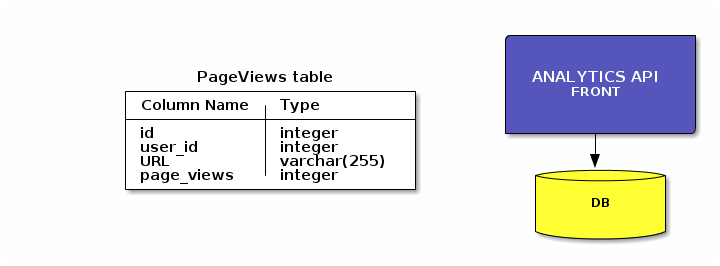 PageViews table
Column Name Type
id integer
user_id integer
URL varchar(255)
page_views integer
ANALYTICS API
FRONT
DB